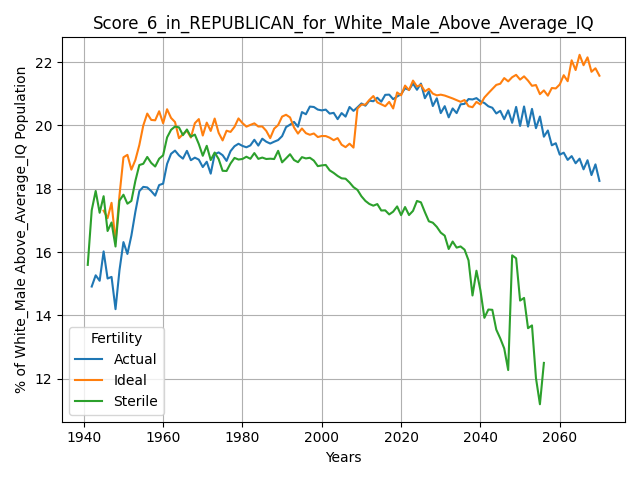 Score_6_in_REPUBLICAN_for_White_Male_Above_Average_IQ
% of White_Male Above_Average_IQ Population
22
20
18
16
14
12
Fertility
Actual
Ideal
Sterile
1940 1960 1980 2000 2020 2040 2060
Years